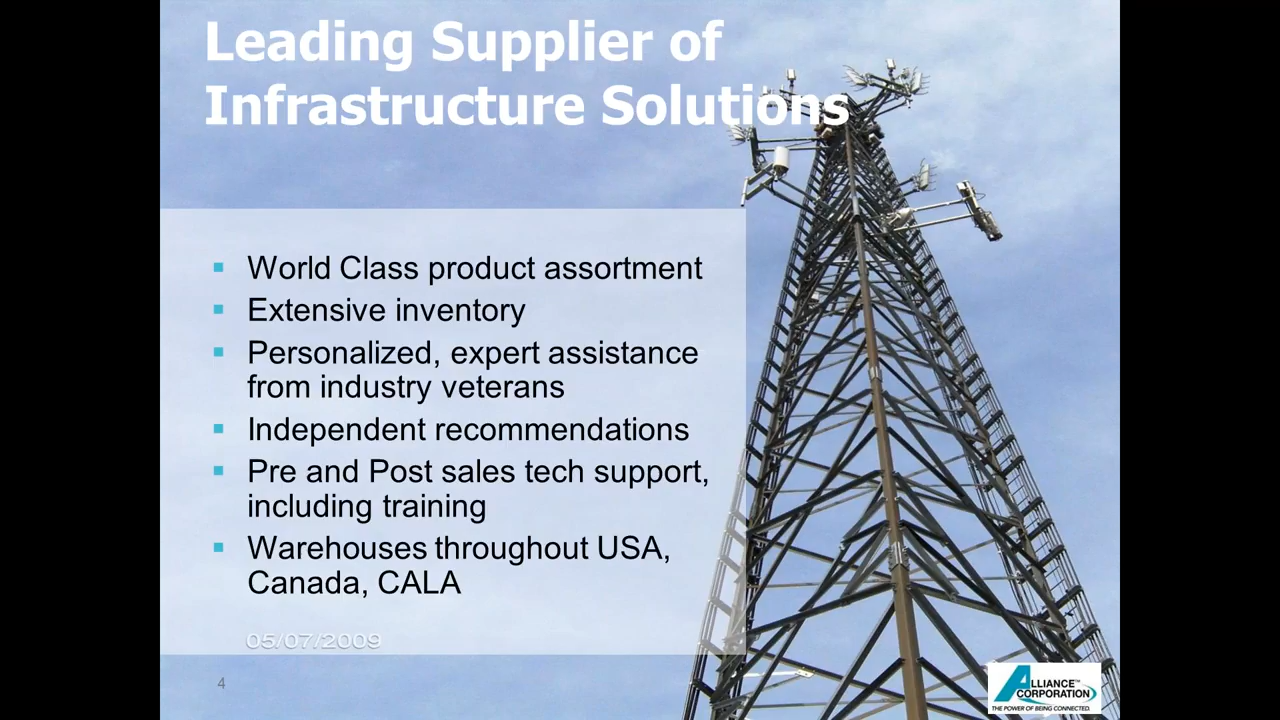 Leading Supplier of
Infrastructure Solutions
World Class product assortment
Extensive inventory
Personalized, expert assistance
from industry veterans
Independent recommendations
Pre and Post sales tech support,
including training
Warehouses throughout USA,
Canada, CALA
05/07/2009
4
ALLIANCE™
CORPORATION
THE POWER OF BEING CONNECTED.